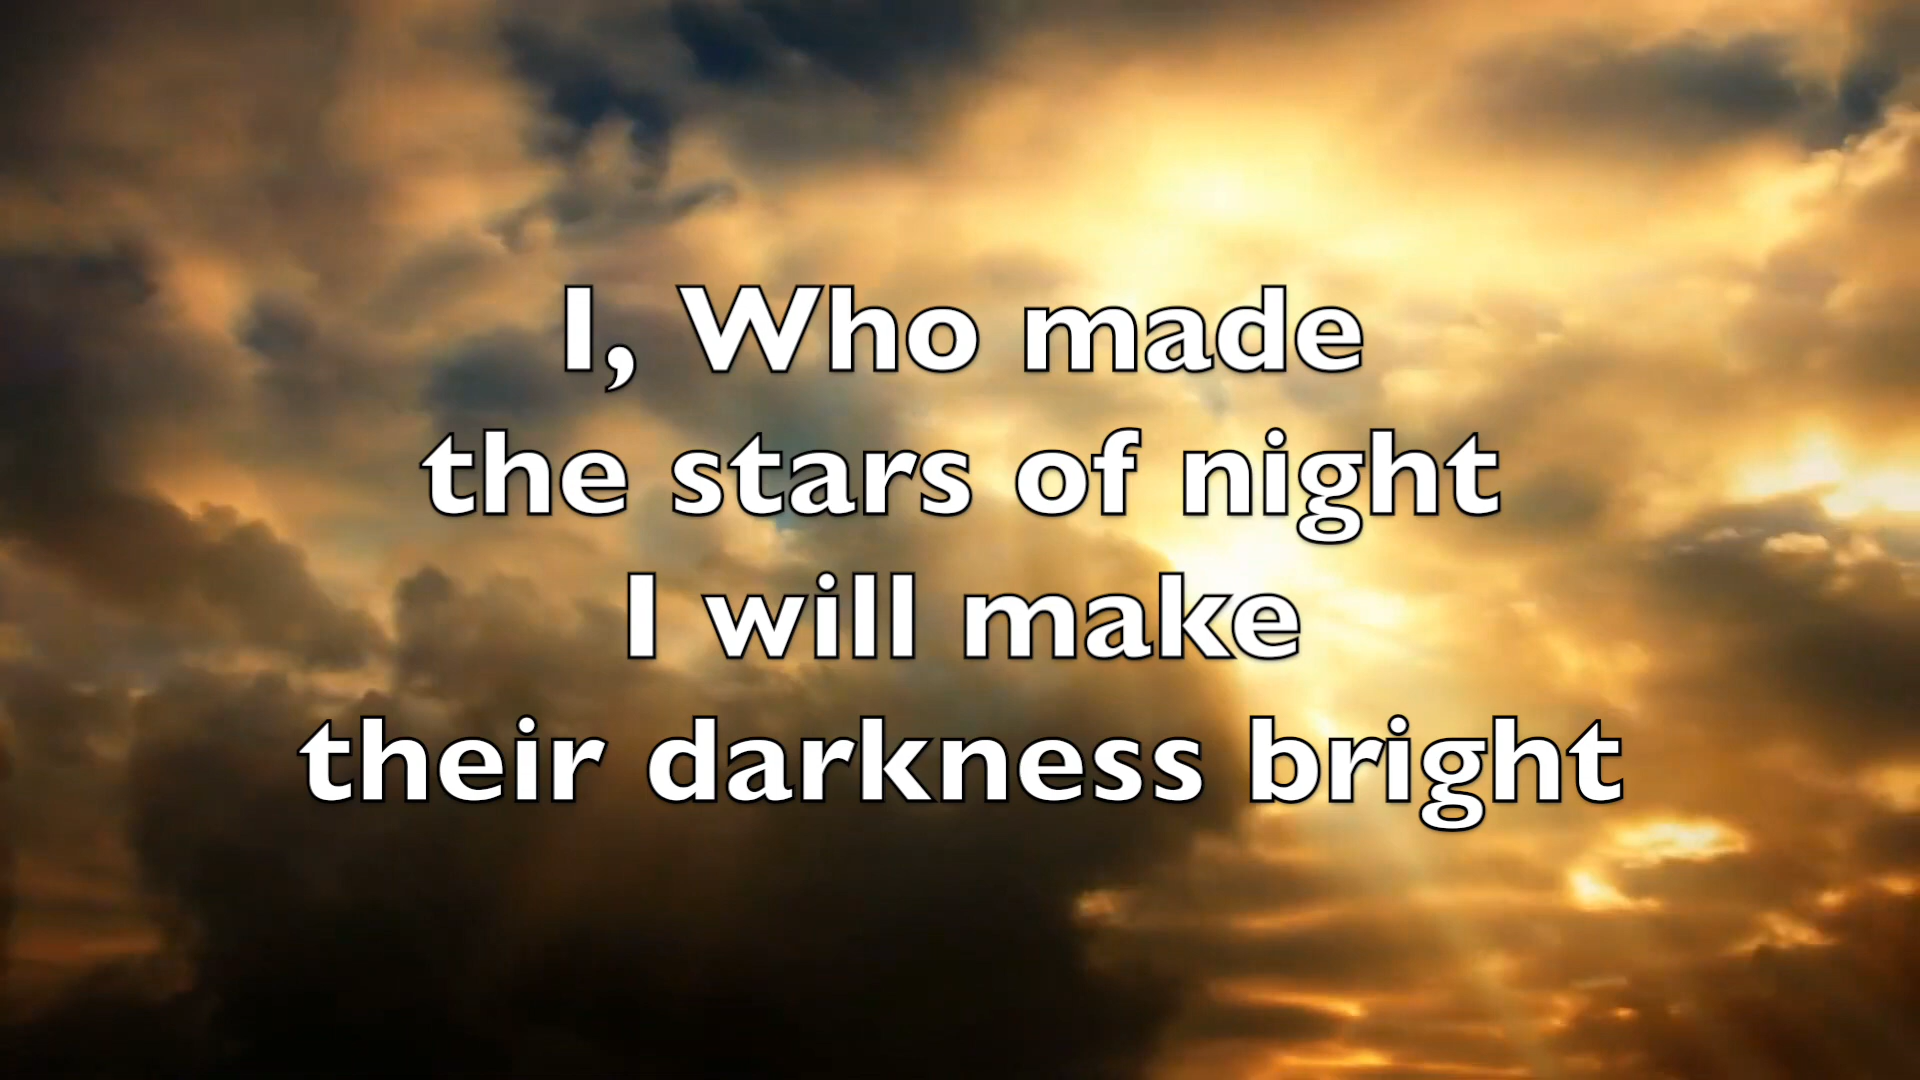 I, Who made
the stars of night
I will make
their darkness bright